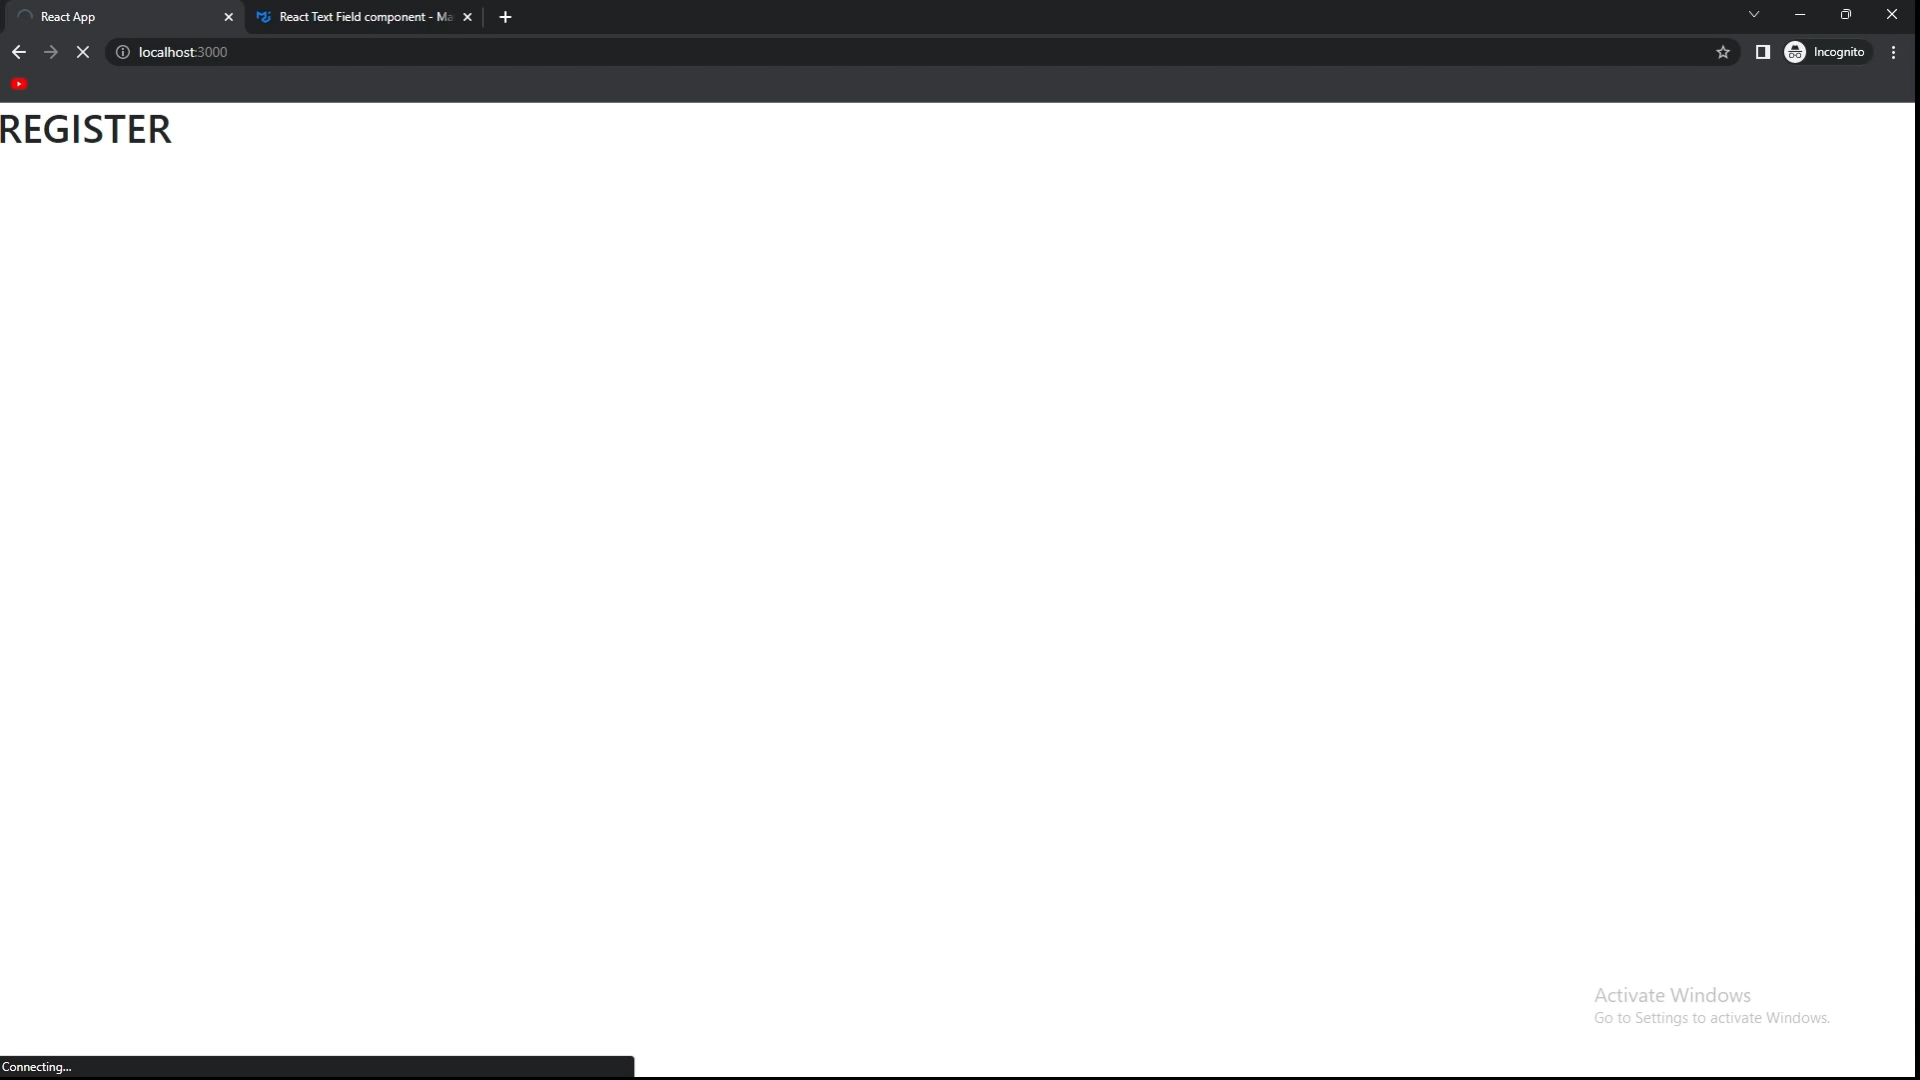 React App
React Text Field component - Ma
localhost:3000
Incognito
REGISTER
Activate Windows
Go to Settings to activate Windows.
Connecting...